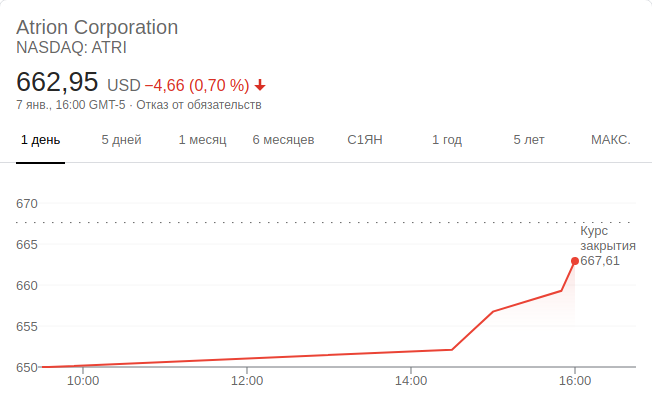 Atrion Corporation
NASDAQ: ATRI
662,95 USD −4,66 (0,70 %)
7 янв., 16:00 GMT-5 · Отказ от обязательств
1 день 5 дней 1 месяц 6 месяцев С1ЯН 1 год 5 лет МАКС.
670
665
660
655
650
Курс
закрытия
667,61
10:00 12:00 14:00 16:00